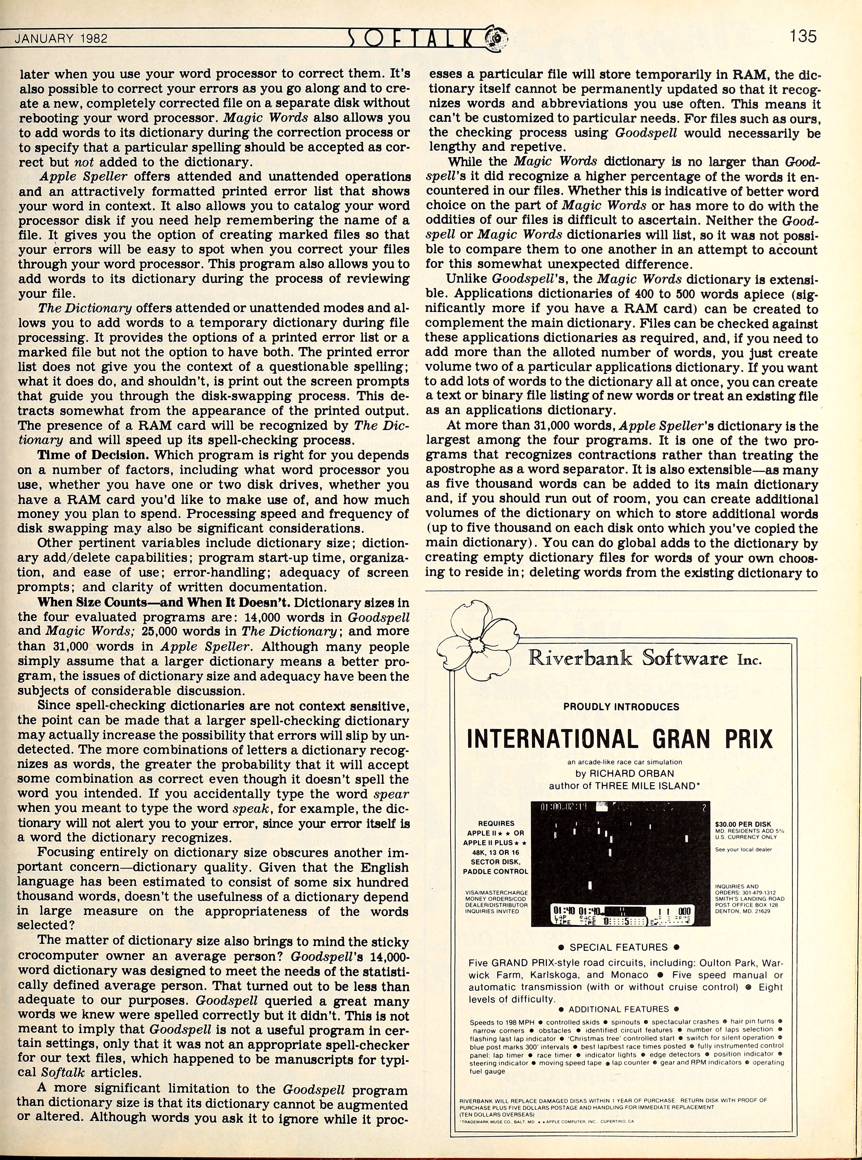 JANUARY 1982
SOFTALK
135
later when you use your word processor to correct them. It's
also possible to correct your errors as you go along and to cre-
ate a new, completely corrected file on a separate disk without
rebooting your word processor. Magic Words also allows you
to add words to its dictionary during the correction process or
to specify that a particular spelling should be accepted as cor-
rect but not added to the dictionary.
Apple Speller offers attended and unattended operations
and an attractively formatted printed error list that shows
your word in context. It also allows you to catalog your word
processor disk if you need help remembering the name of a
file. It gives you the option of creating marked files so that
your errors will be easy to spot when you correct your files
through your word processor. This program also allows you to
add words to its dictionary during the process of reviewing
your file.
The Dictionary offers attended or unattended modes and al-
lows you to add words to a temporary dictionary during file
processing. It provides the options of a printed error list or a
marked file but not the option to have both. The printed error
list does not give you the context of a questionable spelling;
what it does do, and shouldn't, is print out the screen prompts
that guide you through the disk-swapping process. This de-
tracts somewhat from the appearance of the printed output.
The presence of a RAM card will be recognized by The Dic-
tionary and will speed up its spell-checking process.
Time of Decision. Which program is right for you depends
on a number of factors, including what word processor you
use, whether you have one or two disk drives, whether you
have a RAM card you'd like to make use of, and how much
money you plan to spend. Processing speed and frequency of
disk swapping may also be significant considerations.
Other pertinent variables include dictionary size; diction-
ary add/delete capabilities; program start-up time, organiza-
tion, and ease of use; error-handling; adequacy of screen
prompts; and clarity of written documentation.
When Size Counts—and When It Doesn't. Dictionary sizes in
the four evaluated programs are: 14,000 words in Goodspell
and Magic Words; 25,000 words in The Dictionary; and more
than 31,000 words in Apple Speller. Although many people
simply assume that a larger dictionary means a better pro-
gram, the issues of dictionary size and adequacy have been the
subjects of considerable discussion.
Since spell-checking dictionaries are not context sensitive,
the point can be made that a larger spell-checking dictionary
may actually increase the possibility that errors will slip by un-
detected. The more combinations of letters a dictionary recog-
nizes as words, the greater the probability that it will accept
some combination as correct even though it doesn't spell the
word you intended. If you accidentally type the word spear
when you meant to type the word speak, for example, the dic-
tionary will not alert you to your error, since your error itself is
a word the dictionary recognizes.
Focusing entirely on dictionary size obscures another im-
portant concern—dictionary quality. Given that the English
language has been estimated to consist of some six hundred
thousand words, doesn't the usefulness of a dictionary depend
in large measure on the appropriateness of the words
selected?
The matter of dictionary size also brings to mind the sticky
crocomputer owner an average person? Goodspell's 14,000-
word dictionary was designed to meet the needs of the statisti-
cally defined average person. That turned out to be less than
adequate to our purposes. Goodspell queried a great many
words we knew were spelled correctly but it didn't. This is not
meant to imply that Goodspell is not a useful program in cer-
tain settings, only that it was not an appropriate spell-checker
for our text files, which happened to be manuscripts for typi-
cal Softalk articles.
A more significant limitation to the Goodspell program
than dictionary size is that its dictionary cannot be augmented
or altered. Although words you ask it to ignore while it proc-
esses a particular file will store temporarily in RAM, the dic-
tionary itself cannot be permanently updated so that it recog-
nizes words and abbreviations you use often. This means it
can't be customized to particular needs. For files such as ours,
the checking process using Goodspell would necessarily be
lengthy and repetive.
While the Magic Words dictionary is no larger than Good-
spell's it did recognize a higher percentage of the words it en-
countered in our files. Whether this is indicative of better word
choice on the part of Magic Words or has more to do with the
oddities of our files is difficult to ascertain. Neither the Good-
spell or Magic Words dictionaries will list, so it was not possi-
ble to compare them to one another in an attempt to account
for this somewhat unexpected difference.
Unlike Goodspell's, the Magic Words dictionary is extensi-
ble. Applications dictionaries of 400 to 500 words apiece (sig-
nificantly more if you have a RAM card) can be created to
complement the main dictionary. Files can be checked against
these applications dictionaries as required, and, if you need to
add more than the alloted number of words, you just create
volume two of a particular applications dictionary. If you want
to add lots of words to the dictionary all at once, you can create
a text or binary file listing of new words or treat an existing file
as an applications dictionary.
At more than 31,000 words, Apple Speller's dictionary is the
largest among the four programs. It is one of the two pro-
grams that recognizes contractions rather than treating the
apostrophe as a word separator. It is also extensible—as many
as five thousand words can be added to its main dictionary
and, if you should run out of room, you can create additional
volumes of the dictionary on which to store additional words
(up to five thousand on each disk onto which you've copied the
main dictionary). You can do global adds to the dictionary by
creating empty dictionary files for words of your own choos-
ing to reside in; deleting words from the existing dictionary to
Riverbank Software Inc.
PROUDLY INTRODUCES
INTERNATIONAL GRAN PRIX
an arcade-like race car simulation
by RICHARD ORBAN
author of THREE MILE ISLAND*
REQUIRES
APPLE II★★ OR
APPLE II PLUS★★
48K, 13 OR 16
SECTOR DISK,
PADDLE CONTROL
VISA/MASTERCHARGE
MONEY ORDERS/COD
DEALER/DISTRIBUTOR
INQUIRIES INVITED
$30.00 PER DISK
MD. RESIDENTS ADD 5%
U.S. CURRENCY ONLY
See your local dealer
INQUIRIES AND
ORDERS: 301-479-1312
SMITH'S LANDING ROAD
POST OFFICE BOX 128
DENTON, MD. 21629
● SPECIAL FEATURES ●
Five GRAND PRIX-style road circuits, including: Oulton Park, War-
wick Farm, Karlskoga, and Monaco ● Five speed manual or
automatic transmission (with or without cruise control) ● Eight
levels of difficulty.
● ADDITIONAL FEATURES ●
Speeds to 198 MPH ● controlled skids ● spinouts ● spectacular crashes ● hair pin turns ●
narrow corners ● obstacles ● identified circuit features ● number of laps selection ●
flashing last lap indicator ● 'Christmas tree' controlled start ● switch for silent operation ●
blue post marks 300' intervals ● best lap/best race times posted ● fully instrumented control
panel: lap timer ● race timer ● indicator lights ● edge detectors ● position indicator ●
steering indicator ● moving speed tape ● lap counter ● gear and RPM indicators ● operating
fuel gauge
RIVERBANK WILL REPLACE DAMAGED DISKS WITHIN 1 YEAR OF PURCHASE. RETURN DISK WITH PROOF OF
PURCHASE PLUS FIVE DOLLARS POSTAGE AND HANDLING FOR IMMEDIATE REPLACEMENT
(TEN DOLLARS OVERSEAS)
*TRADEMARK MUSE CO., BALT. MD. ★★APPLE COMPUTER, INC., CUPERTINO, CA